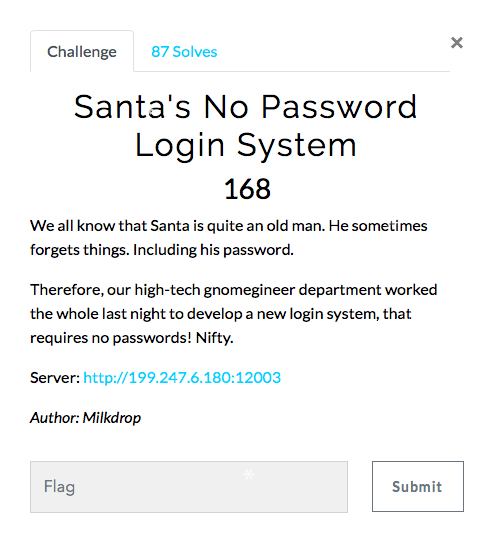 Challenge
87 Solves
×
Santa's No Password
Login System
168
We all know that Santa is quite an old man. He sometimes
forgets things. Including his password.
Therefore, our high-tech gnomegineer department worked
the whole last night to develop a new login system, that
requires no passwords! Nifty.
Server: http://199.247.6.180:12003
Author: Milkdrop
Flag
Submit